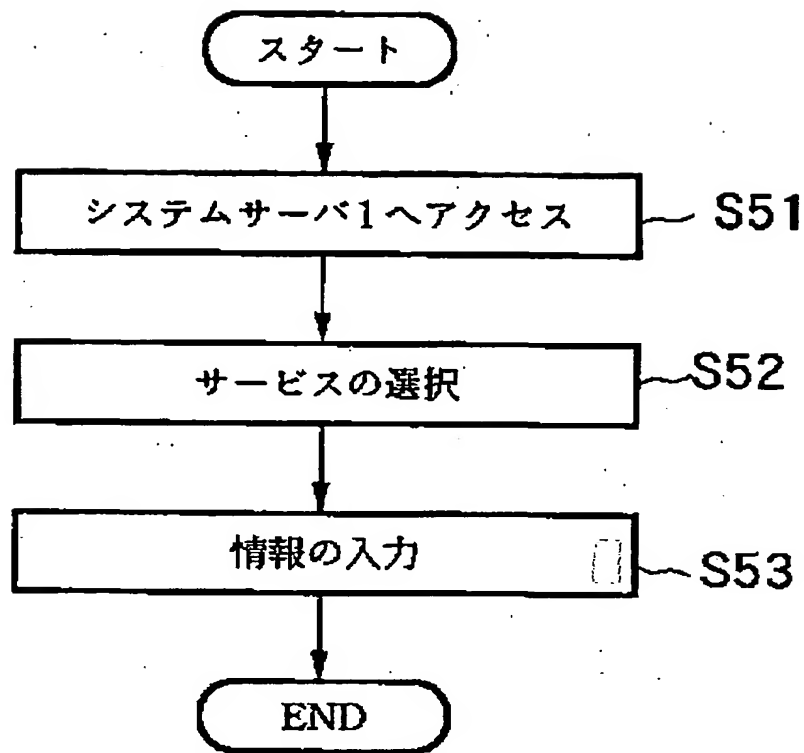 スタート
システムサーバ1へアクセス
S51
サービスの選択
S52
情報の入力
S53
END